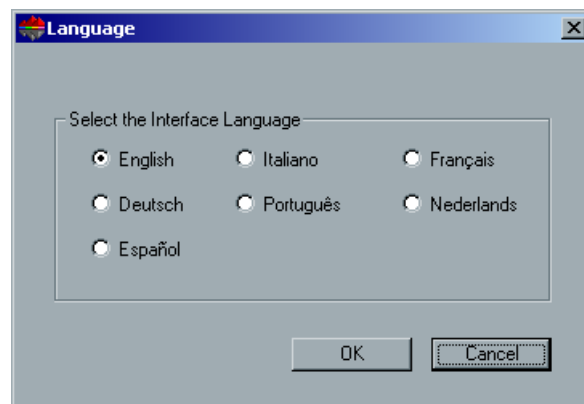 Language
Select the Interface Language
English Italiano Français
Deutsch Português Nederlands
Español
OK Cancel